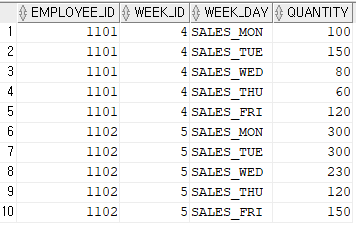 EMPLOYEE_ID WEEK_ID WEEK_DAY QUANTITY
1 1101 4 SALES_MON 100
2 1101 4 SALES_TUE 150
3 1101 4 SALES_WED 80
4 1101 4 SALES_THU 60
5 1101 4 SALES_FRI 120
6 1102 5 SALES_MON 300
7 1102 5 SALES_TUE 300
8 1102 5 SALES_WED 230
9 1102 5 SALES_THU 120
10 1102 5 SALES_FRI 150